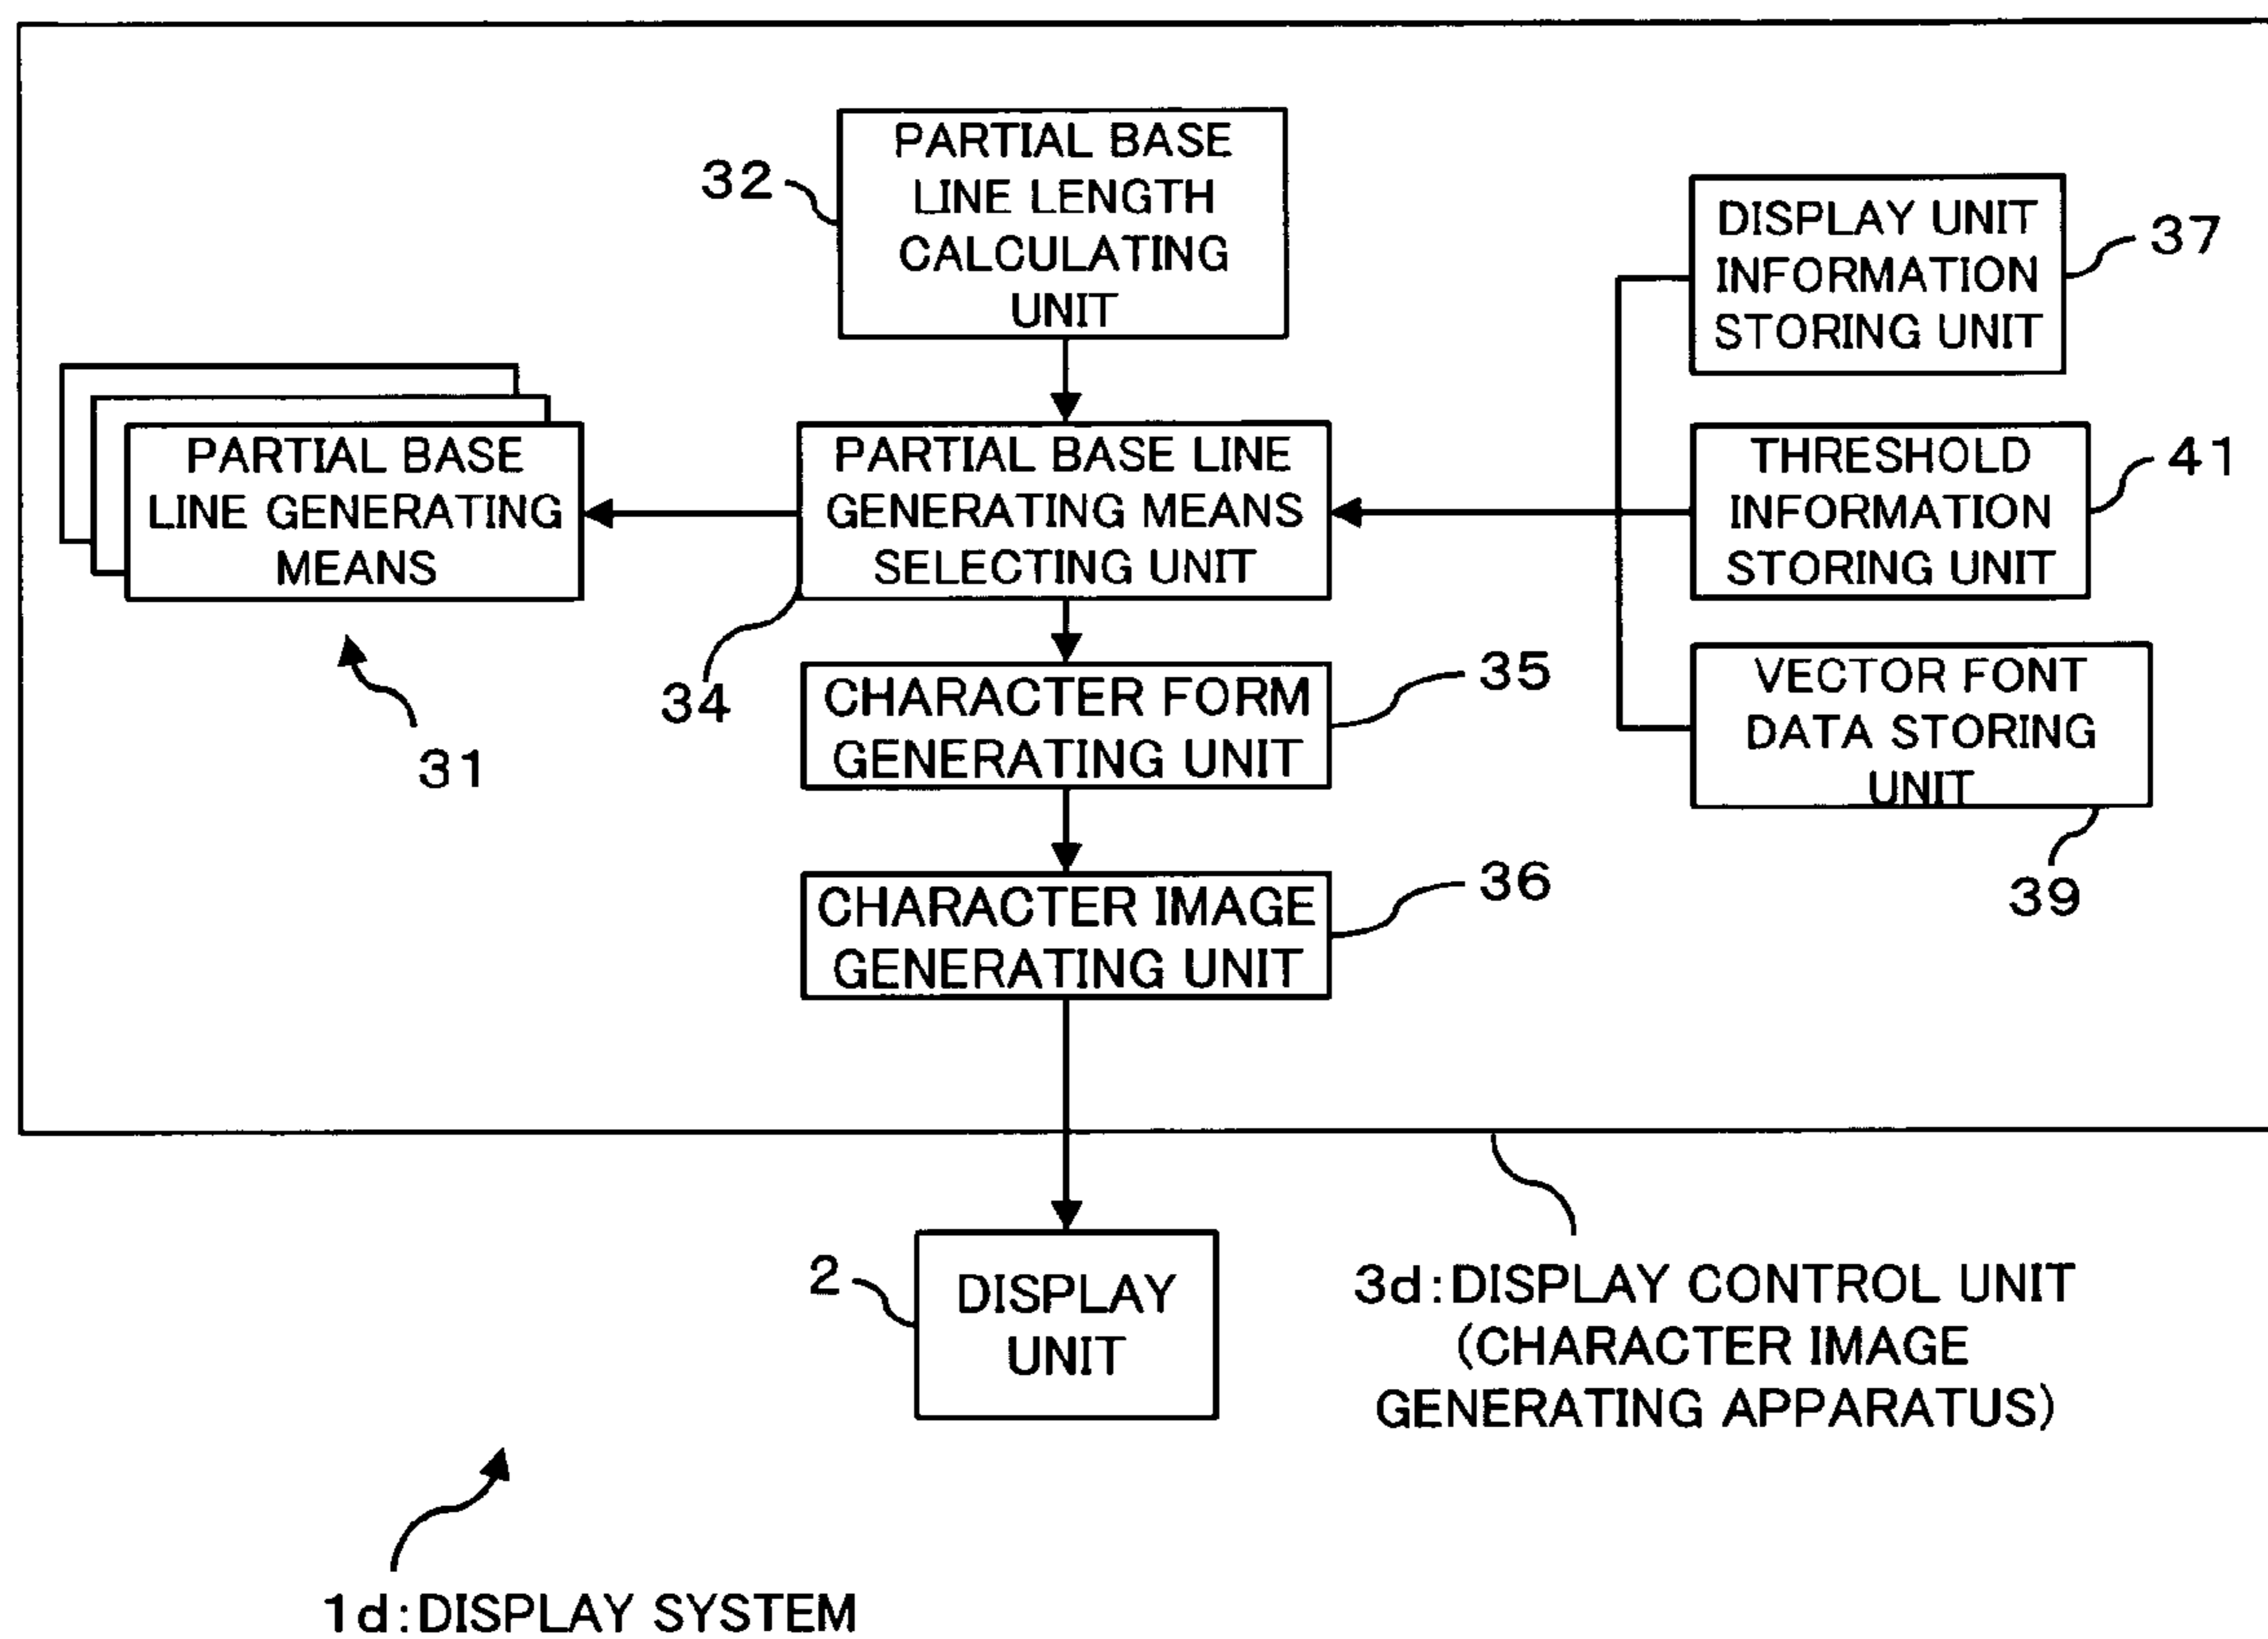 PARTIAL BASE
LINE LENGTH
CALCULATING
UNIT
32
DISPLAY UNIT
INFORMATION
STORING UNIT
37
PARTIAL BASE
LINE GENERATING
MEANS
31
PARTIAL BASE LINE
GENERATING MEANS
SELECTING UNIT
34
THRESHOLD
INFORMATION
STORING UNIT
41
CHARACTER FORM
GENERATING UNIT
35
VECTOR FONT
DATA STORING
UNIT
39
CHARACTER IMAGE
GENERATING UNIT
36
2
DISPLAY
UNIT
3d:DISPLAY CONTROL UNIT
(CHARACTER IMAGE
GENERATING APPARATUS)
1d:DISPLAY SYSTEM